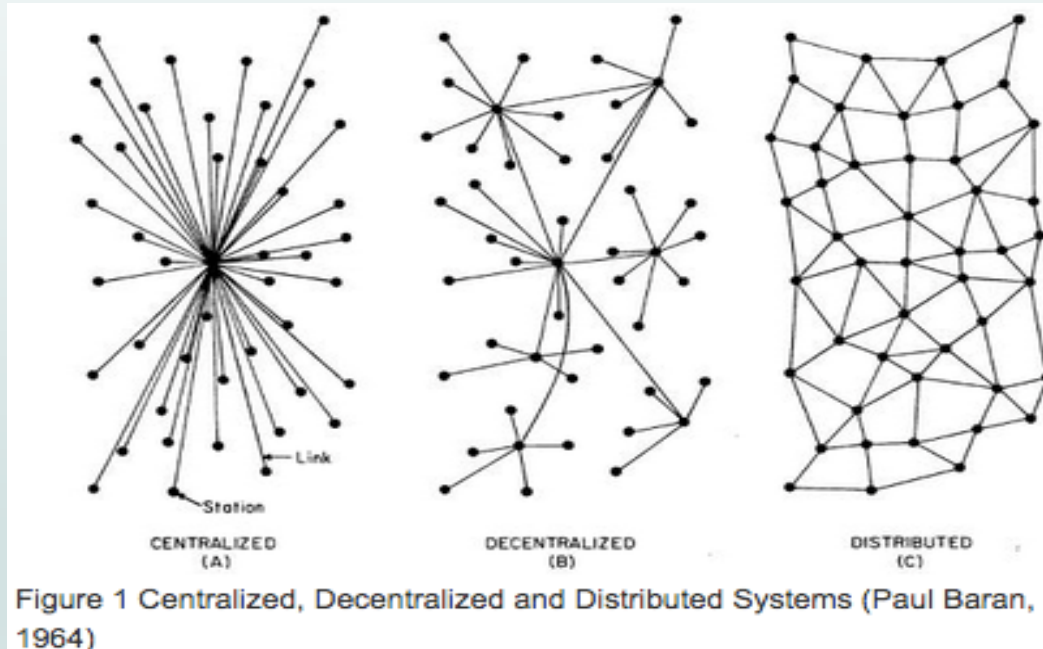 Link
Station
CENTRALIZED
(A)
DECENTRALIZED
(B)
DISTRIBUTED
(C)
Figure 1 Centralized, Decentralized and Distributed Systems (Paul Baran,
1964)